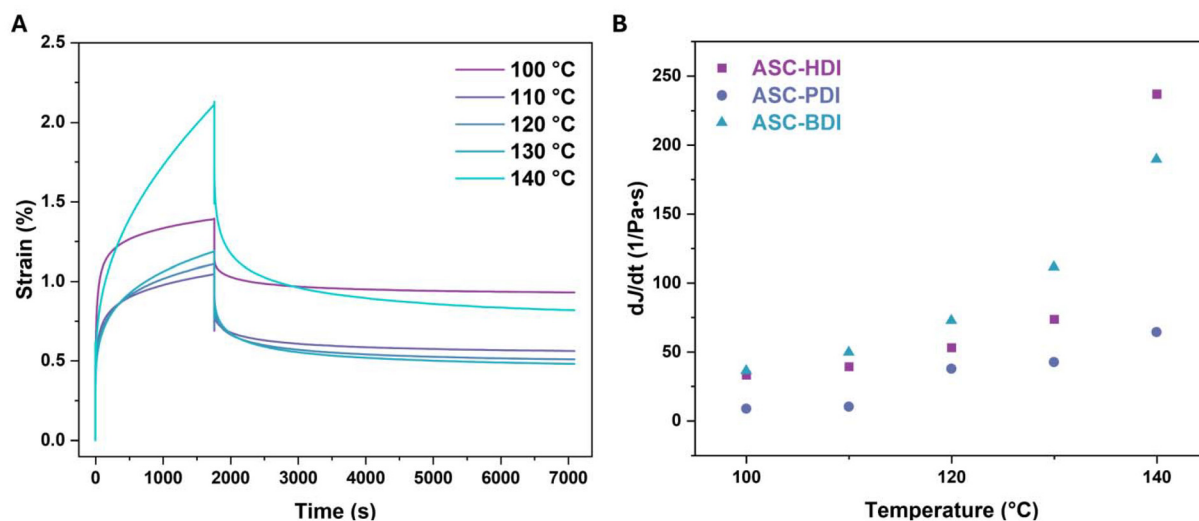 A
2.5
2.0
1.5
1.0
0.5
0.0
Strain (%)
100 °C
110 °C
120 °C
130 °C
140 °C
0 1000 2000 3000 4000 5000 6000 7000
Time (s)
B
250
200
150
100
50
0
dJ/dt (1/Pa•s)
ASC-HDI
ASC-PDI
ASC-BDI
100 120 140
Temperature (°C)